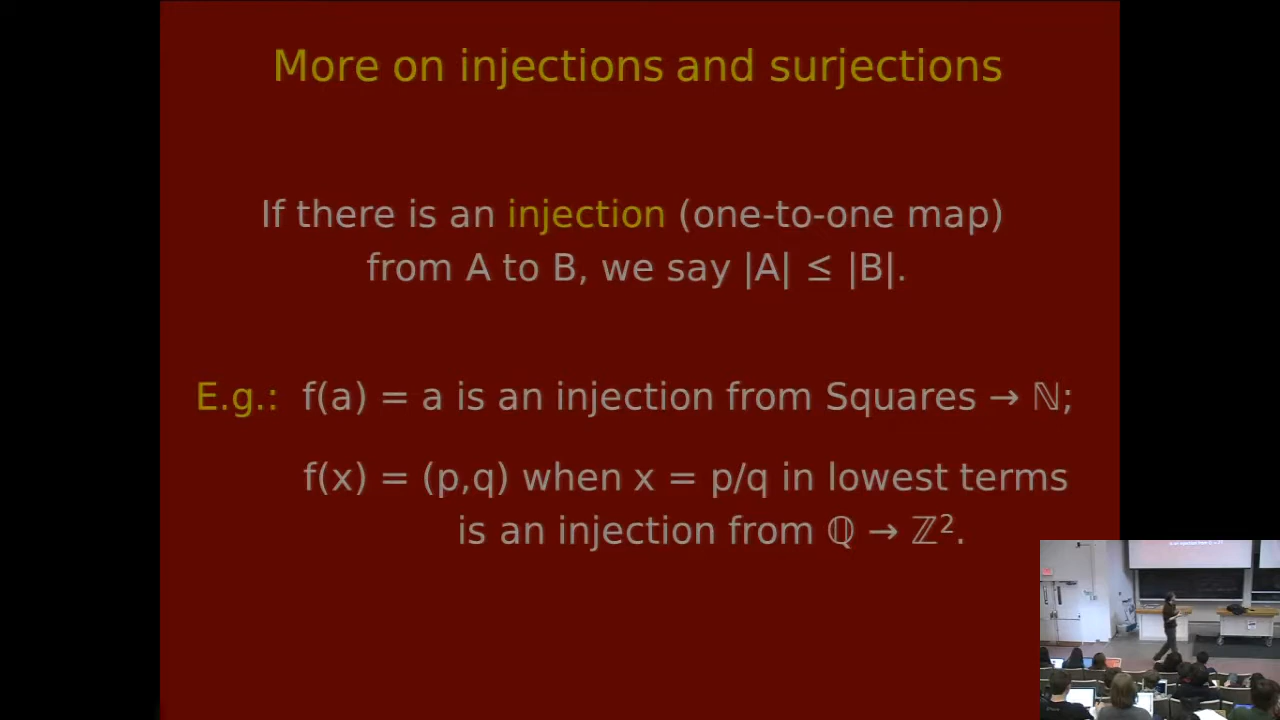 More on injections and surjections
If there is an injection (one-to-one map)
from A to B, we say |A| ≤ |B|.
E.g.: f(a) = a is an injection from Squares → ℕ;
f(x) = (p,q) when x = p/q in lowest terms
is an injection from ℚ → ℤ².